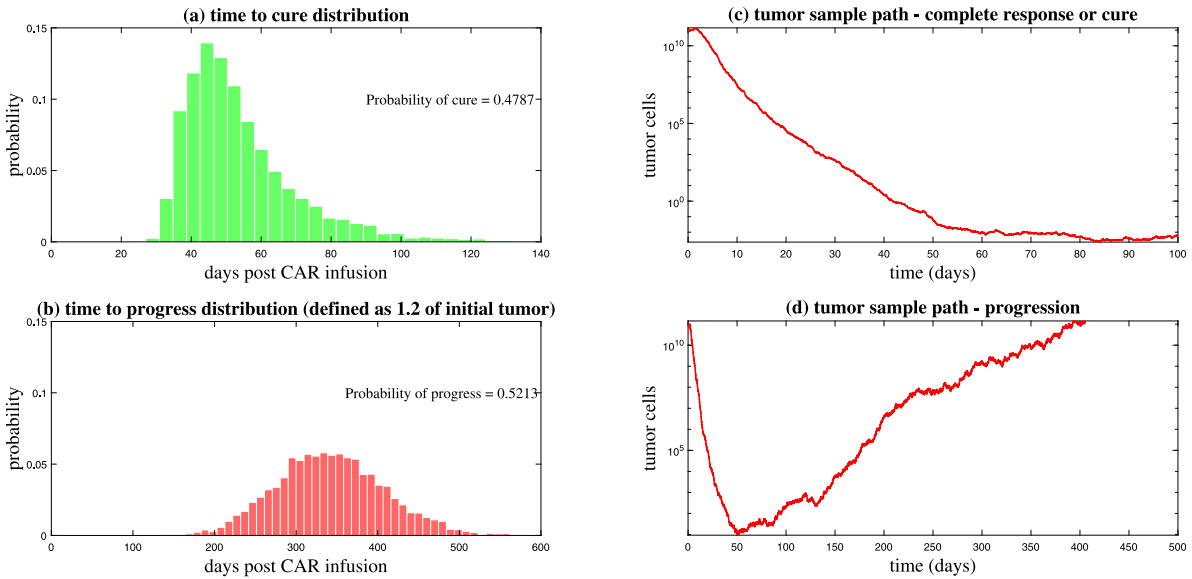 (a) time to cure distribution
0.15
0.1
0.05
0
probability
Probability of cure = 0.4787
0 20 40 60 80 100 120 140
days post CAR infusion
(b) time to progress distribution (defined as 1.2 of initial tumor)
0.15
0.1
0.05
0
probability
Probability of progress = 0.5213
0 100 200 300 400 500 600
days post CAR infusion
(c) tumor sample path - complete response or cure
10^10
10^5
10^0
tumor cells
0 10 20 30 40 50 60 70 80 90 100
time (days)
(d) tumor sample path - progression
10^10
10^5
tumor cells
0 50 100 150 200 250 300 350 400 450 500
time (days)